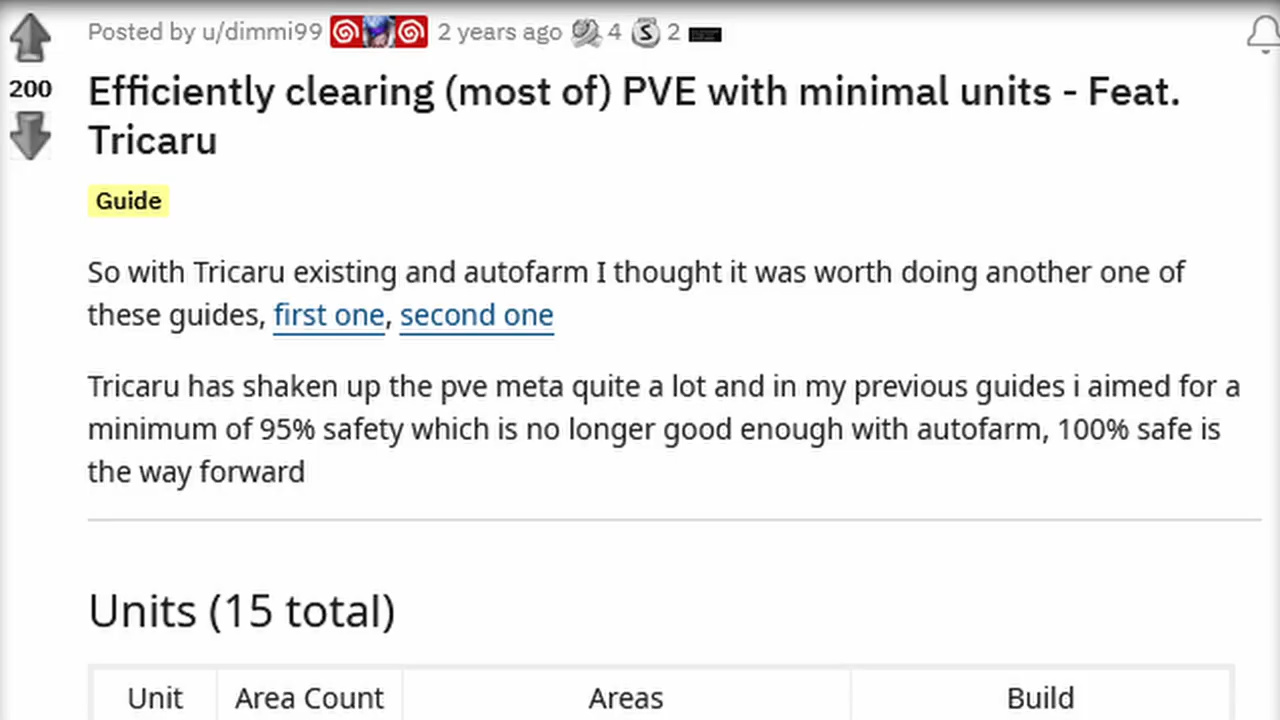 Posted by u/dimmi99 2 years ago 4 S 2
200
Efficiently clearing (most of) PVE with minimal units - Feat.
Tricaru
Guide
So with Tricaru existing and autofarm I thought it was worth doing another one of
these guides, first one, second one
Tricaru has shaken up the pve meta quite a lot and in my previous guides i aimed for a
minimum of 95% safety which is no longer good enough with autofarm, 100% safe is
the way forward
Units (15 total)
Unit Area Count Areas Build